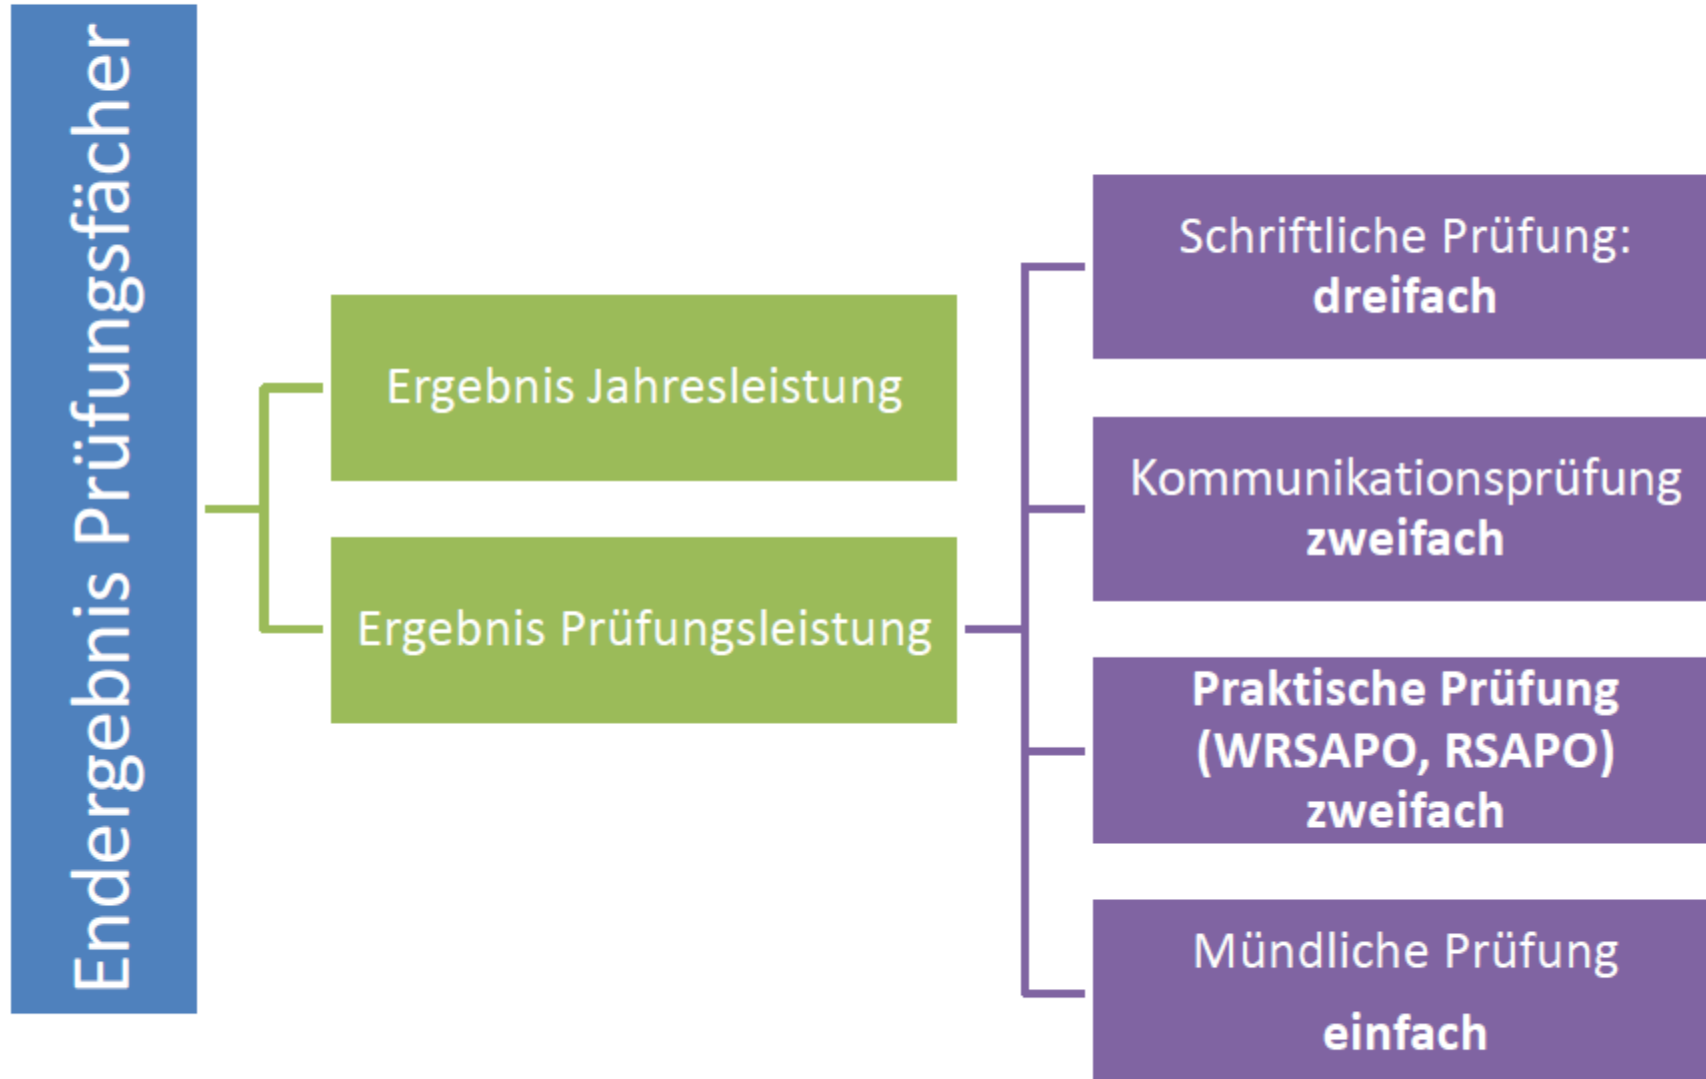 Endergebnis Prüfungsfächer
Ergebnis Jahresleistung
Ergebnis Prüfungsleistung
Schriftliche Prüfung:
dreifach
Kommunikationsprüfung
zweifach
Praktische Prüfung
(WRSAPO, RSAPO)
zweifach
Mündliche Prüfung
einfach